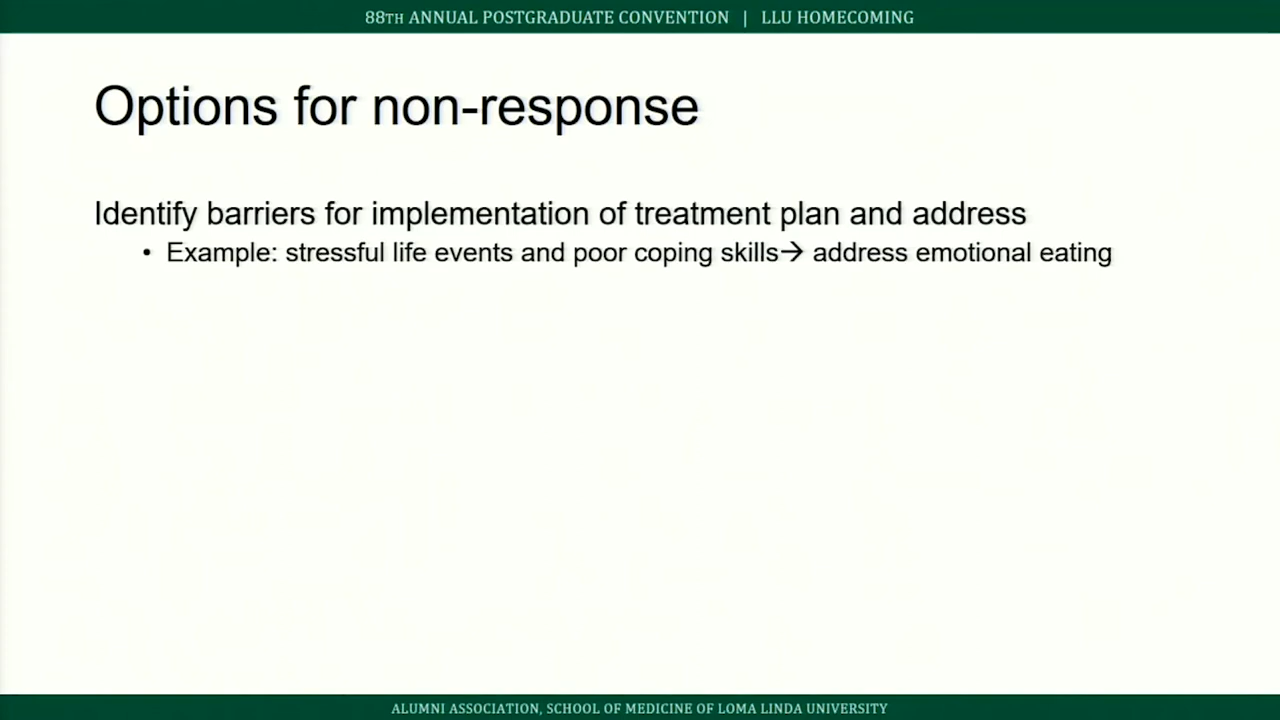 88TH ANNUAL POSTGRADUATE CONVENTION | LLU HOMECOMING
Options for non-response
Identify barriers for implementation of treatment plan and address
• Example: stressful life events and poor coping skills→ address emotional eating
ALUMNI ASSOCIATION, SCHOOL OF MEDICINE OF LOMA LINDA UNIVERSITY